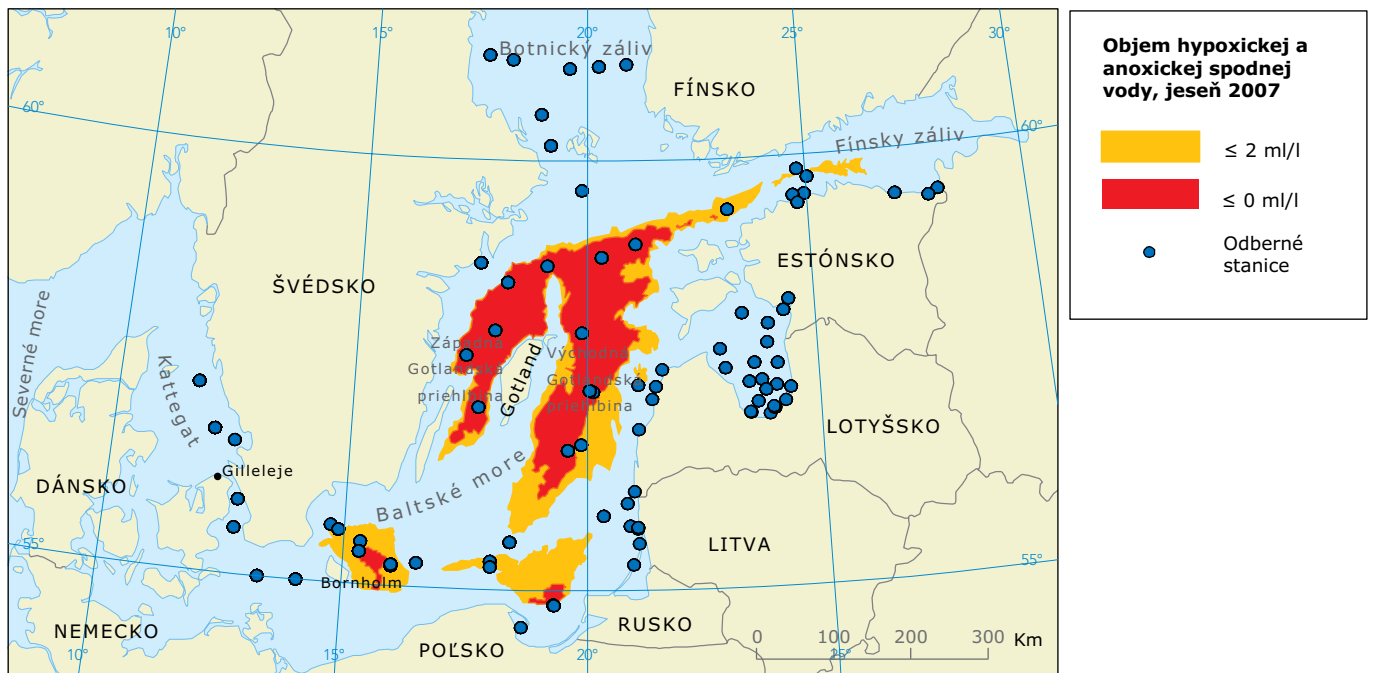 10°
15°
20°
25°
30°
Botnický záliv
FÍNSKO
60°
60°
Fínsky záliv
ESTÓNSKO
ŠVÉDSKO
Severné more
Kattegat
Západná
Gotlandská
priehlbina
Gotland
Východná
Gotlandská
priehlbina
LOTYŠSKO
Gilleleje
DÁNSKO
Baltské more
LITVA
55°
55°
Bornholm
NEMECKO
POĽSKO
RUSKO
0 100 200 300 Km
10°
15°
20°
25°
Objem hypoxickej a
anoxickej spodnej
vody, jeseň 2007
≤ 2 ml/l
≤ 0 ml/l
Odberné
stanice